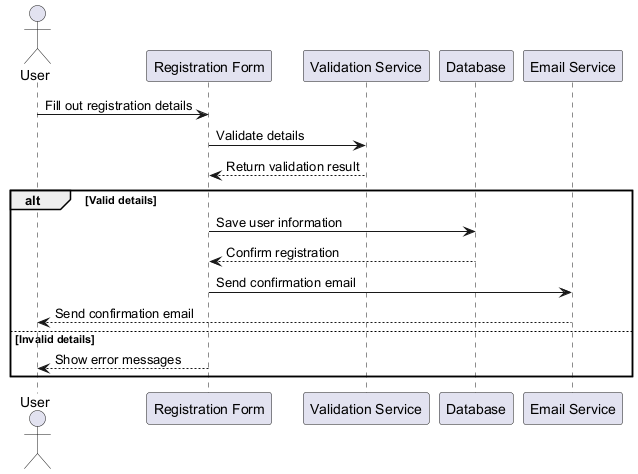 User
Registration Form
Validation Service
Database
Email Service
Fill out registration details
Validate details
Return validation result
alt
[Valid details]
Save user information
Confirm registration
Send confirmation email
Send confirmation email
[Invalid details]
Show error messages
User
Registration Form
Validation Service
Database
Email Service